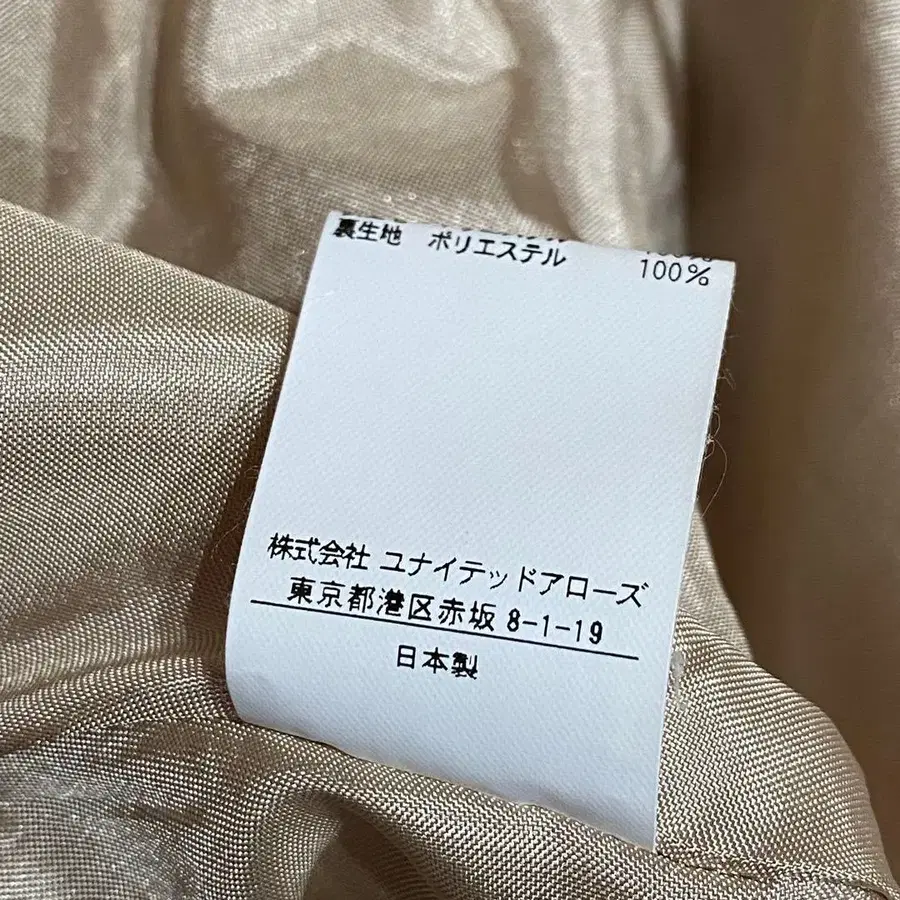 裏生地 ポリエステル 100%
株式会社 ユナイテッドアローズ
東京都港区赤坂 8-1-19
日本製